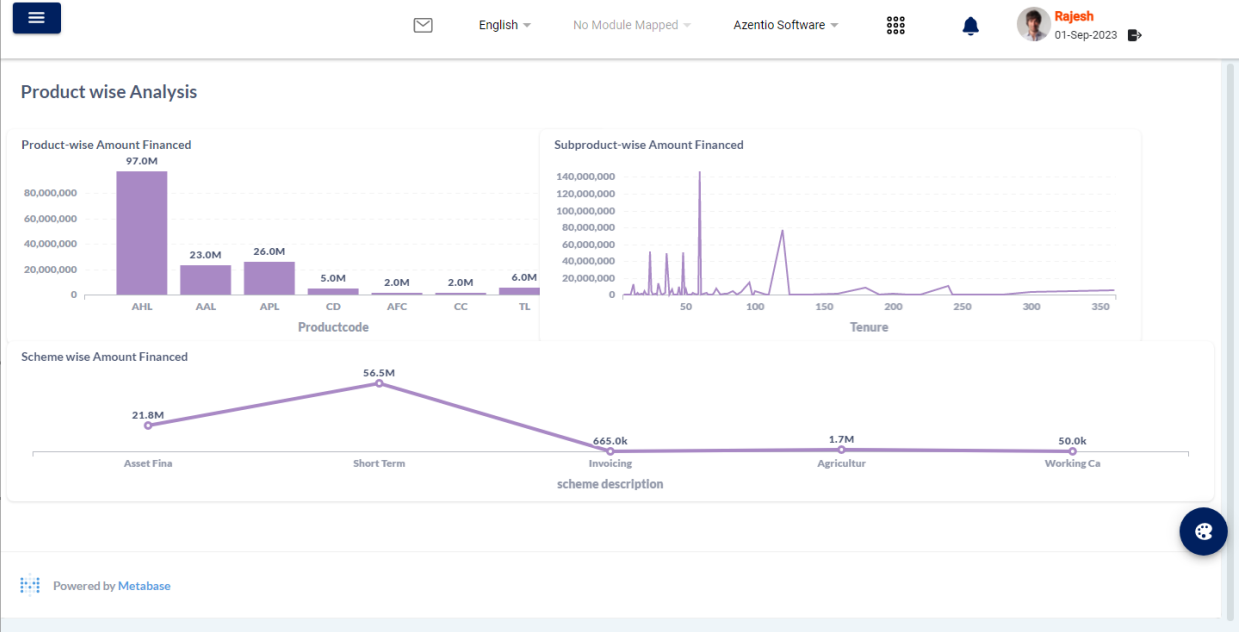 English
No Module Mapped
Azentio Software
Rajesh
01-Sep-2023
Product wise Analysis
Product-wise Amount Financed
97.0M
80,000,000
60,000,000
40,000,000
20,000,000
0
23.0M
26.0M
5.0M
2.0M
2.0M
6.0M
AHL AAL APL CD AFC CC TL
Productcode
Subproduct-wise Amount Financed
140,000,000
120,000,000
100,000,000
80,000,000
60,000,000
40,000,000
20,000,000
0
50 100 150 200 250 300 350
Tenure
Scheme wise Amount Financed
21.8M
56.5M
665.0k
1.7M
50.0k
Asset Fina Short Term Invoicing Agricultur Working Ca
scheme description
Powered by Metabase